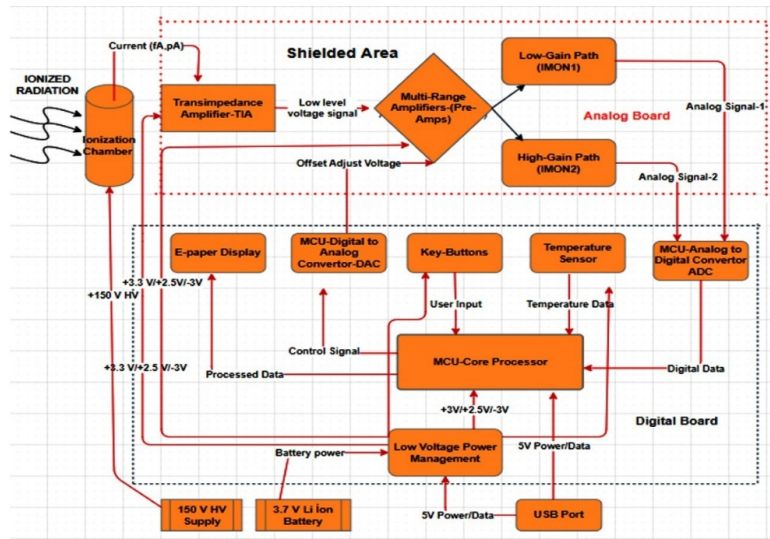 Current (fA,pA)
Shielded Area
IONIZED
RADIATION
Ionization
Chamber
Transimpedance
Amplifier-TIA
Low level
voltage signal
Multi-Range
Amplifiers-(Pre-
Amps)
Low-Gain Path
(IMON1)
Analog Signal-1
Analog Board
High-Gain Path
(IMON2)
Analog Signal-2
Offset Adjust Voltage
E-paper Display
MCU-Digital to
Analog
Convertor-DAC
Key-Buttons
Temperature
Sensor
MCU-Analog to
Digital Convertor
ADC
+3.3 V/+2.5V/-3V
+150 V HV
User Input
Temperature Data
Control Signal
MCU-Core Processor
+3.3 V/+2.5 V/-3V
Processed Data
Digital Data
+3V/+2.5V/-3V
Digital Board
Low Voltage Power
Management
Battery power
5V Power/Data
150 V HV
Supply
3.7 V Li İon
Battery
5V Power/Data
USB Port